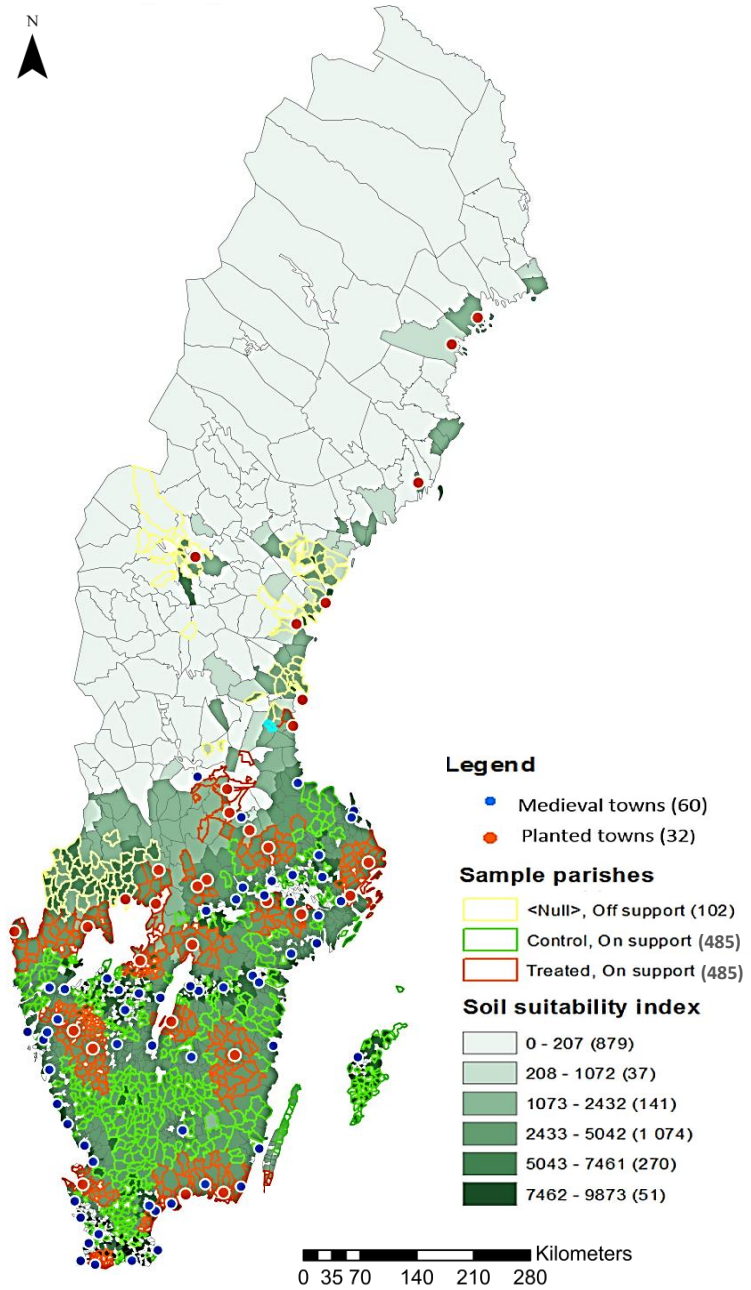 N
Legend
Medieval towns (60)
Planted towns (32)
Sample parishes
<Null>, Off support (102)
Control, On support (485)
Treated, On support (485)
Soil suitability index
0 - 207 (879)
208 - 1072 (37)
1073 - 2432 (141)
2433 - 5042 (1 074)
5043 - 7461 (270)
7462 - 9873 (51)
Kilometers
0 35 70 140 210 280